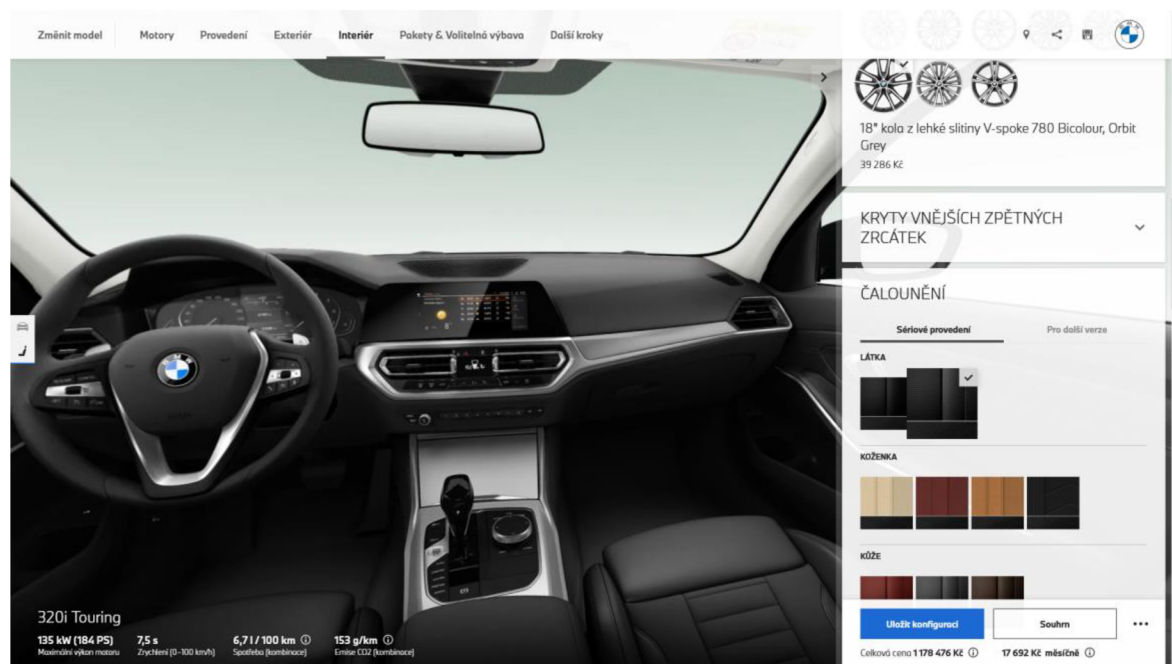 Změnit model
Motory
Provedení
Exteriér
Interiér
Pakety & Volitelná výbava
Další kroky
18" kola z lehké slitiny V-spoke 780 Bicolour, Orbit
Grey
39 286 Kč
KRYTY VNĚJŠÍCH ZPĚTNÝCH
ZRCÁTEK
ČALOUNĚNÍ
Sériové provedení
Pro další verze
LÁTKA
KOŽENKA
KŮŽE
320i Touring
135 kW (184 PS)
Maximální výkon motoru
7,5 s
Zrychlení (0–100 km/h)
6,7 l / 100 km
Spotřeba (kombinace)
153 g/km
Emise CO2 (kombinace)
Uložit konfiguraci
Souhrn
Celková cena 1 178 476 Kč
17 692 Kč měsíčně